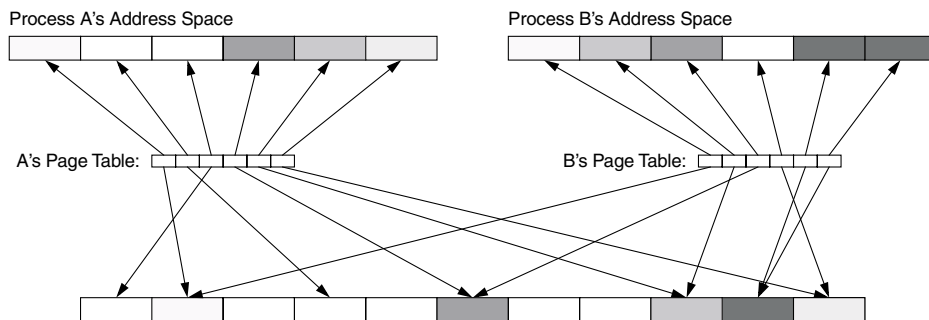 Process A's Address Space
Process B's Address Space
A's Page Table:
B's Page Table: